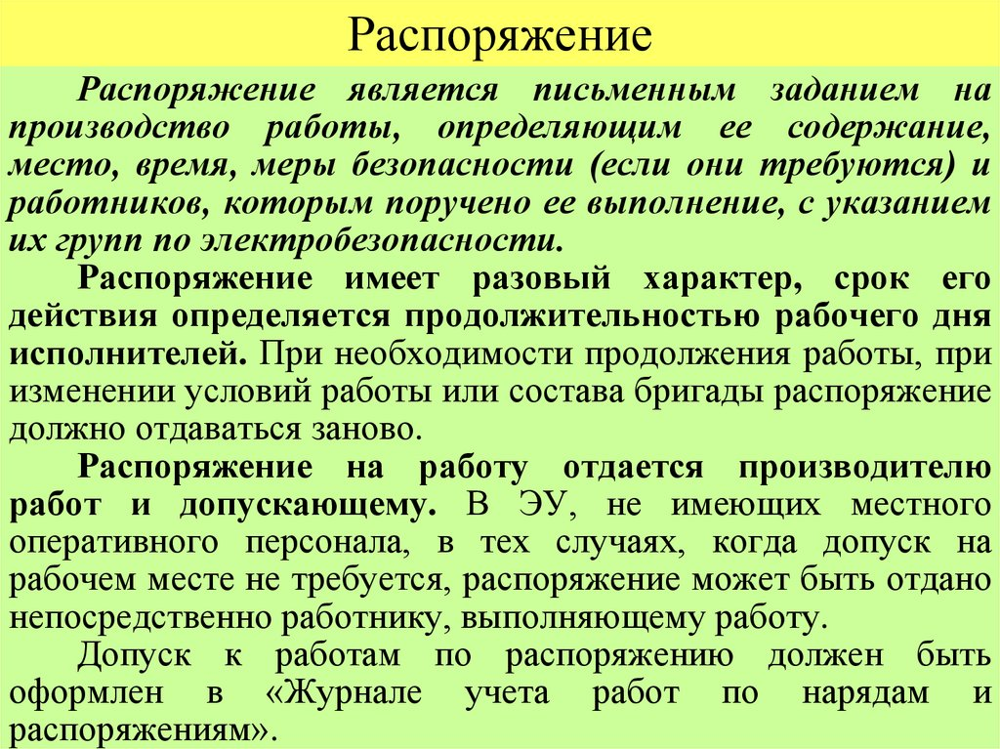 Распоряжение
Распоряжение является письменным заданием на
производство работы, определяющим ее содержание,
место, время, меры безопасности (если они требуются) и
работников, которым поручено ее выполнение, с указанием
их групп по электробезопасности.
Распоряжение имеет разовый характер, срок его
действия определяется продолжительностью рабочего дня
исполнителей. При необходимости продолжения работы, при
изменении условий работы или состава бригады распоряжение
должно отдаваться заново.
Распоряжение на работу отдается производителю
работ и допускающему. В ЭУ, не имеющих местного
оперативного персонала, в тех случаях, когда допуск на
рабочем месте не требуется, распоряжение может быть отдано
непосредственно работнику, выполняющему работу.
Допуск к работам по распоряжению должен быть
оформлен в «Журнале учета работ по нарядам и
распоряжениям».